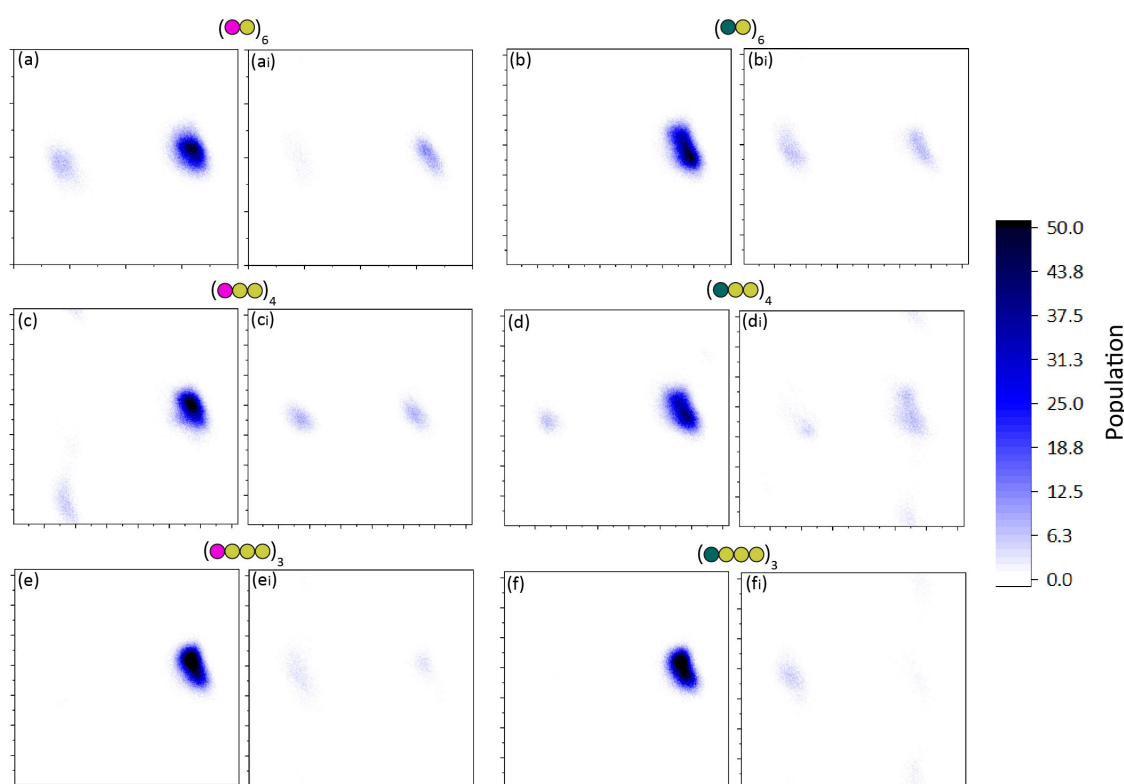 ( )6 ( )6
(a) (ai) (b) (bi)
50.0
43.8
( )4 ( )4
(c) (ci) (d) (di)
37.5
31.3
25.0
Population
18.8
12.5
( )3 ( )3
6.3
(e) (ei) (f) (fi)
0.0